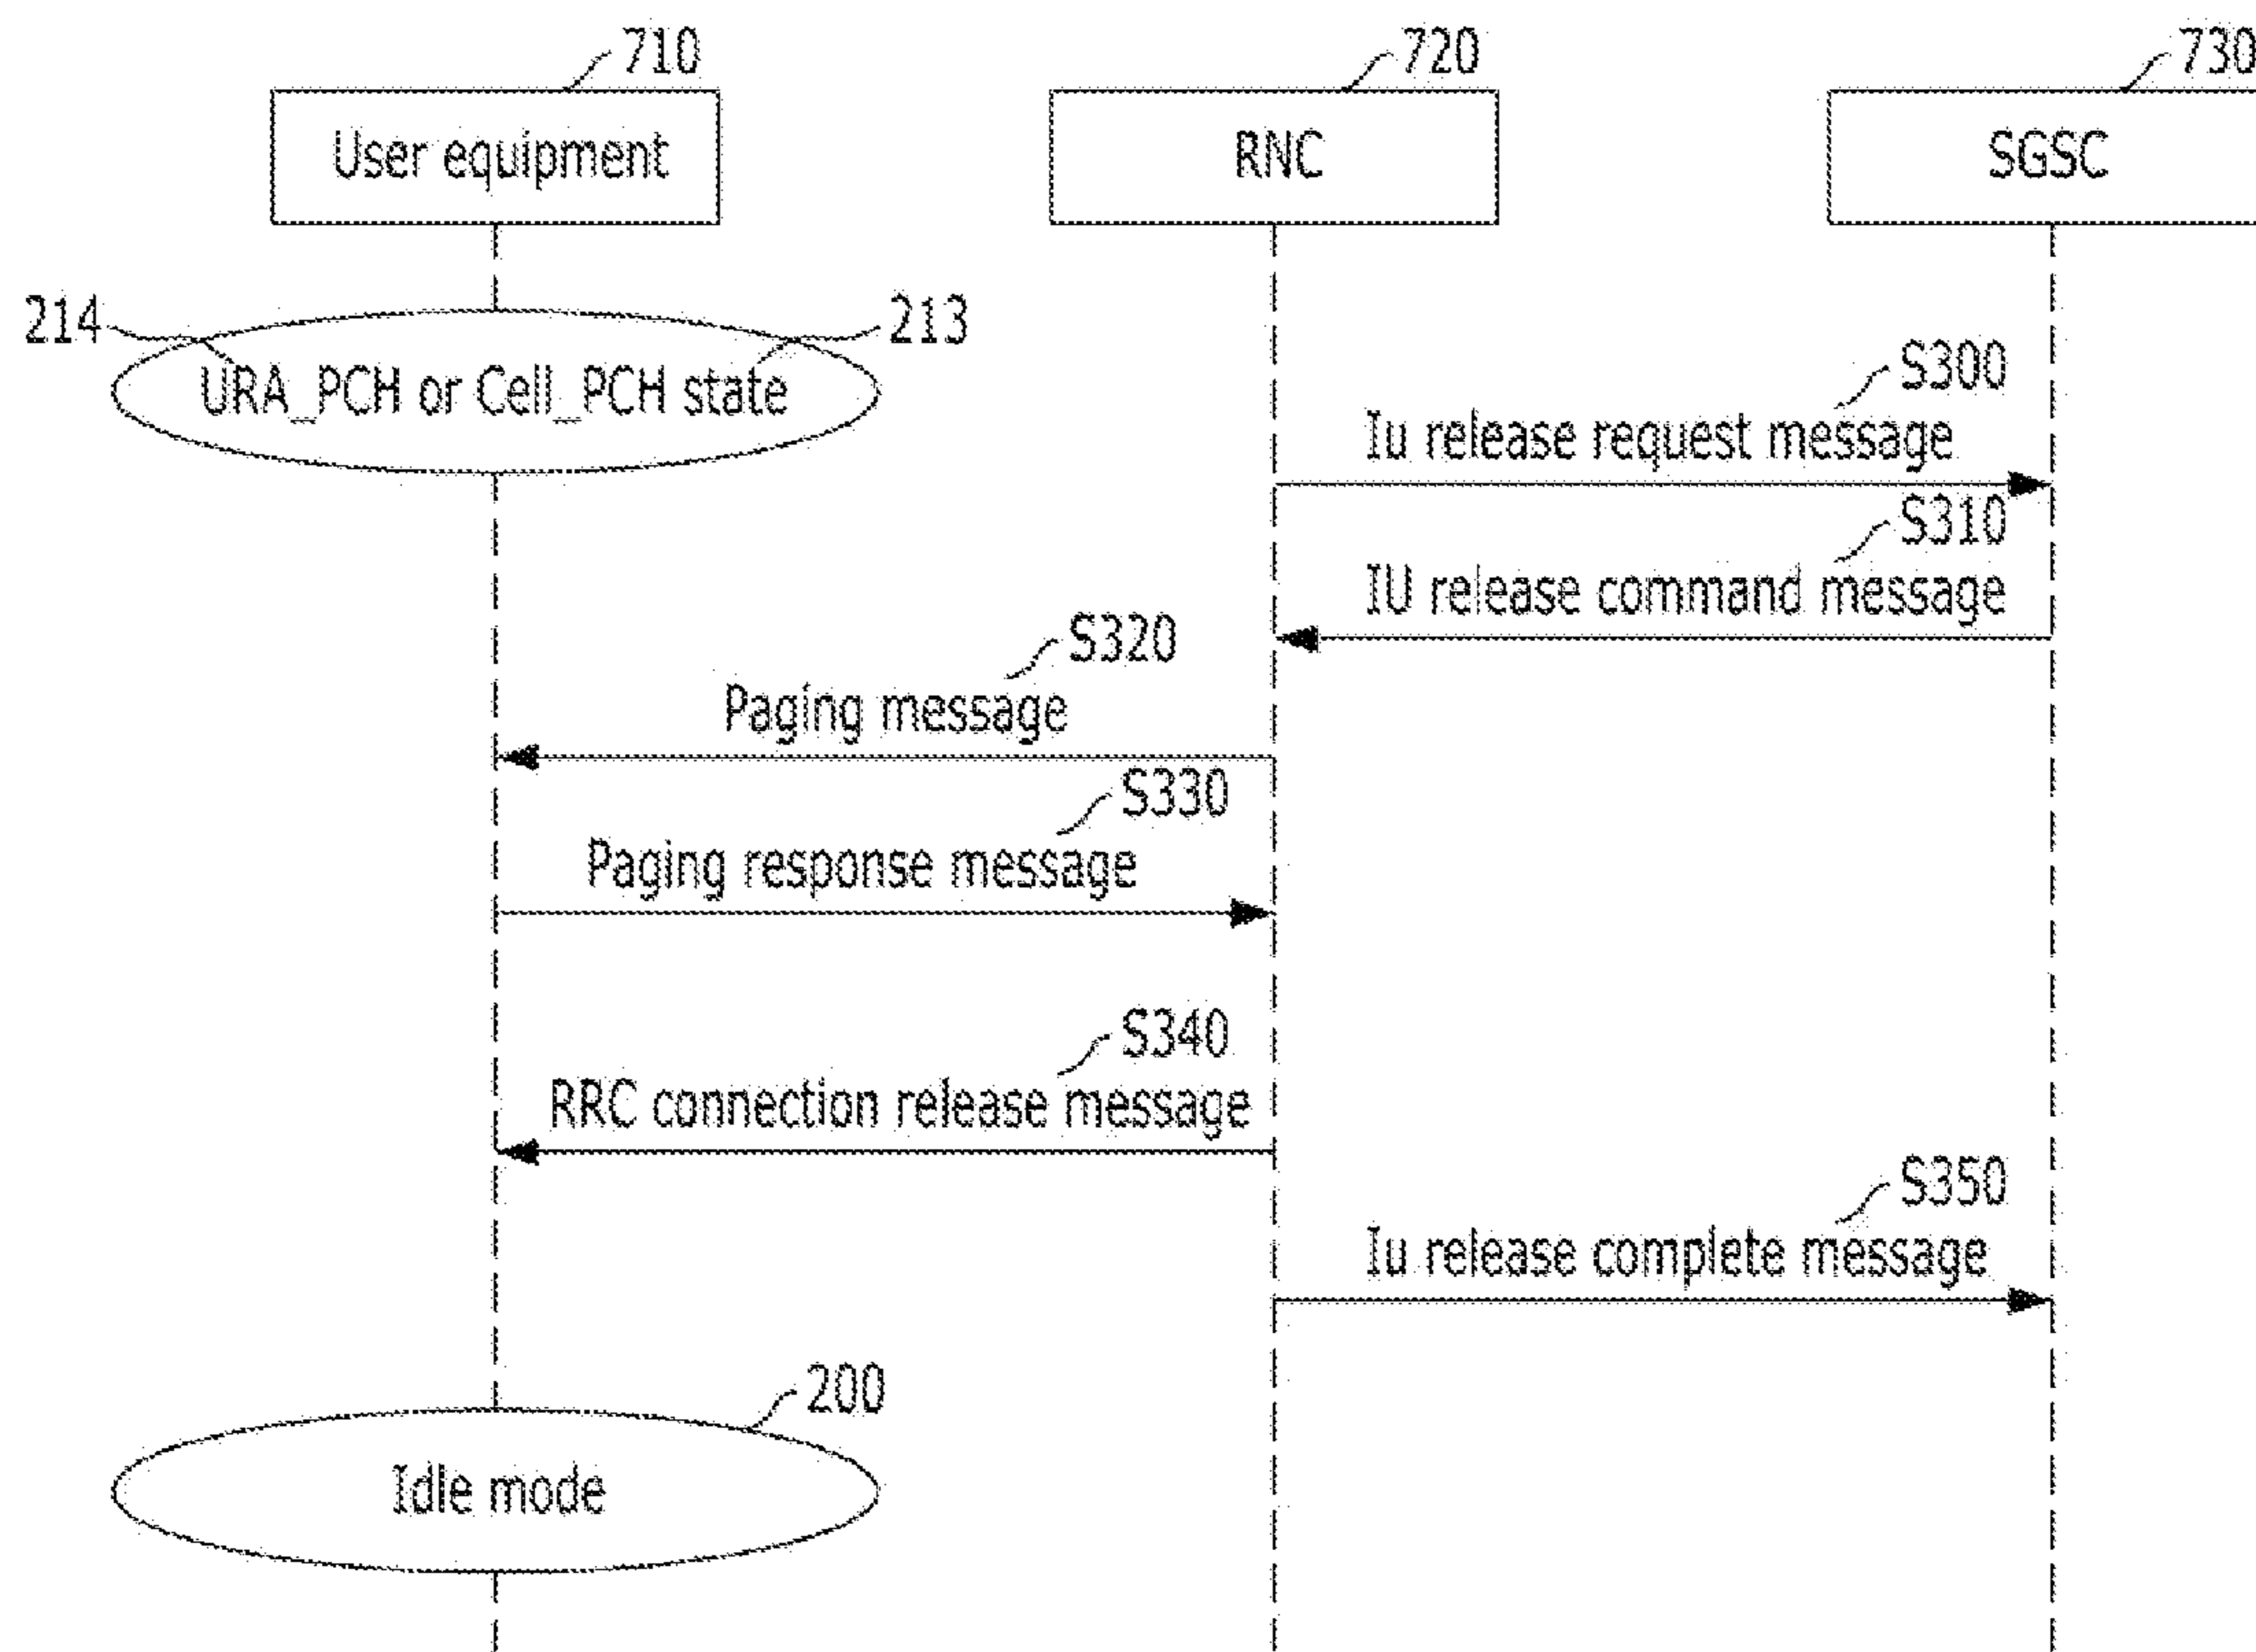 710
720
730
User equipment
RNC
SGSC
214
213
URA_PCH or Cell_PCH state
S300
Iu release request message
S310
IU release command message
S320
Paging message
S330
Paging response message
S340
RRC connection release message
S350
Iu release complete message
200
Idle mode